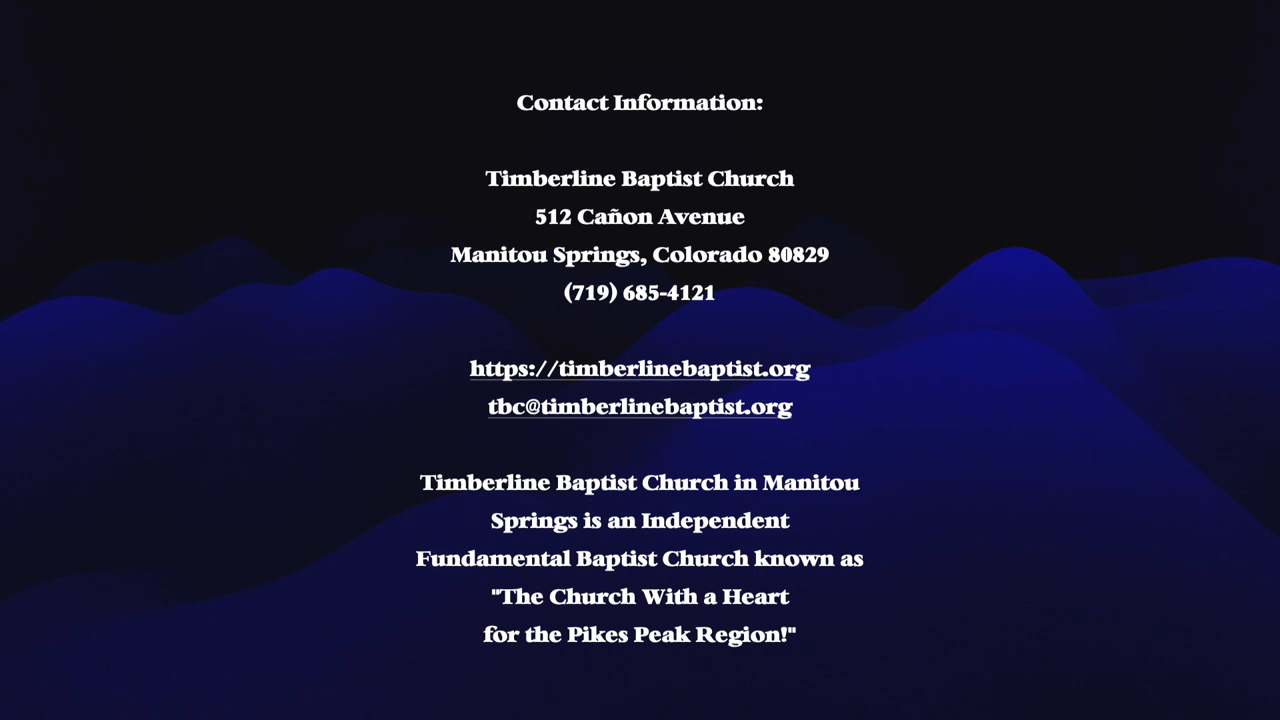 Contact Information:
Timberline Baptist Church
512 Cañon Avenue
Manitou Springs, Colorado 80829
(719) 685-4121
https://timberlinebaptist.org
tbc@timberlinebaptist.org
Timberline Baptist Church in Manitou
Springs is an Independent
Fundamental Baptist Church known as
"The Church With a Heart
for the Pikes Peak Region!"